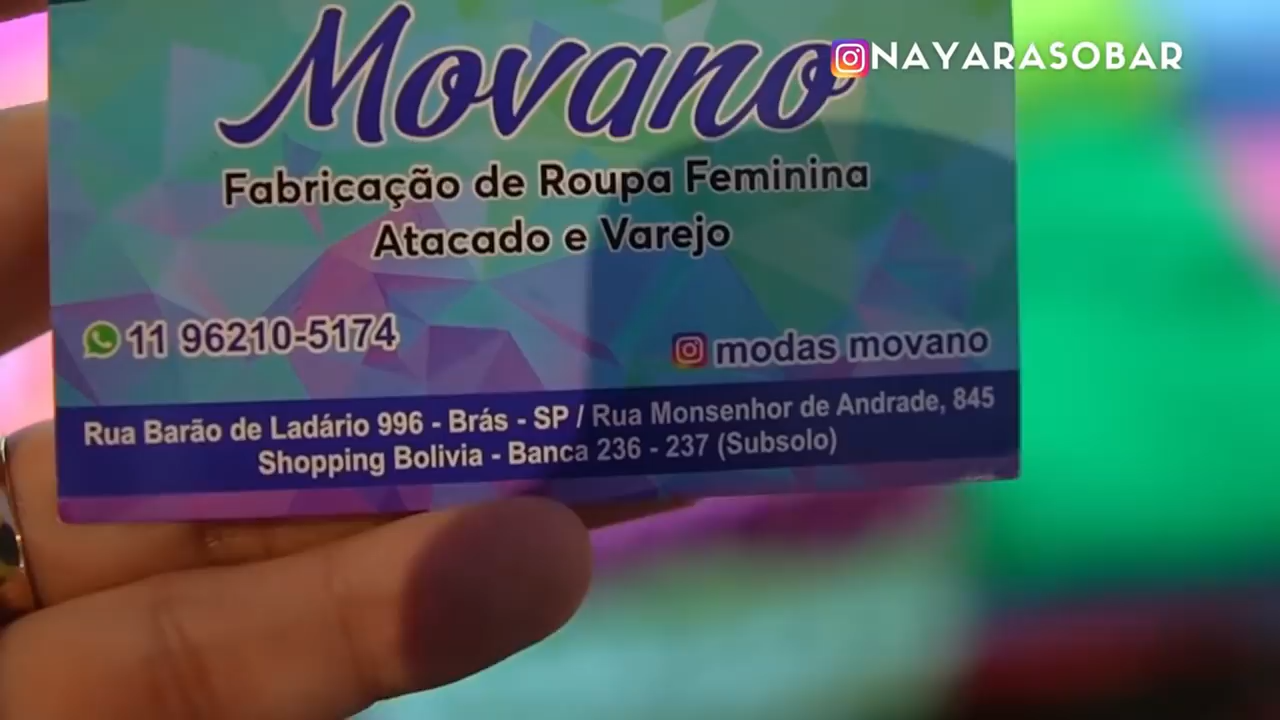 NAYARASOBAR
Movano
Fabricação de Roupa Feminina
Atacado e Varejo
11 96210-5174
modas movano
Rua Barão de Ladário 996 - Brás - SP / Rua Monsenhor de Andrade, 845
Shopping Bolivia - Banca 236 - 237 (Subsolo)